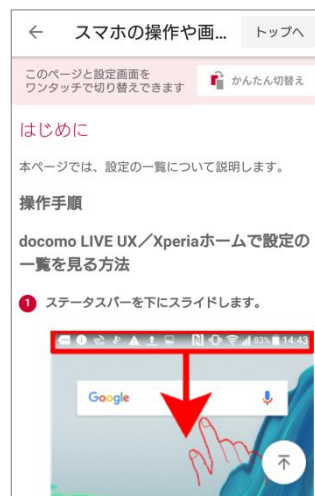 スマホの操作や画... トップへ
このページと設定画面を
ワンタッチで切り替えできます
かんたん切替え
はじめに
本ページでは、設定の一覧について説明します。
操作手順
docomo LIVE UX／Xperiaホームで設定の
一覧を見る方法
1 ステータスバーを下にスライドします。
83% 14:43
Google